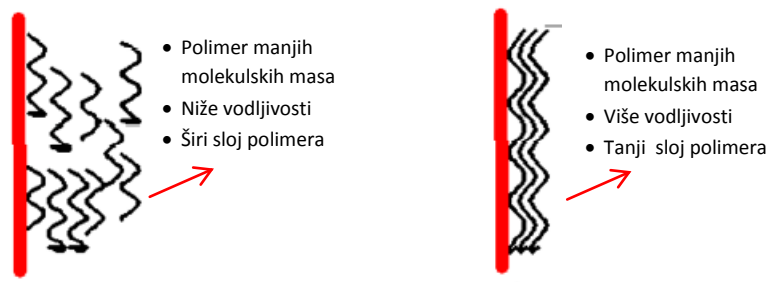 • Polimer manjih
molekulskih masa
• Niže vodljivosti
• Širi sloj polimera
• Polimer manjih
molekulskih masa
• Više vodljivosti
• Tanji sloj polimera